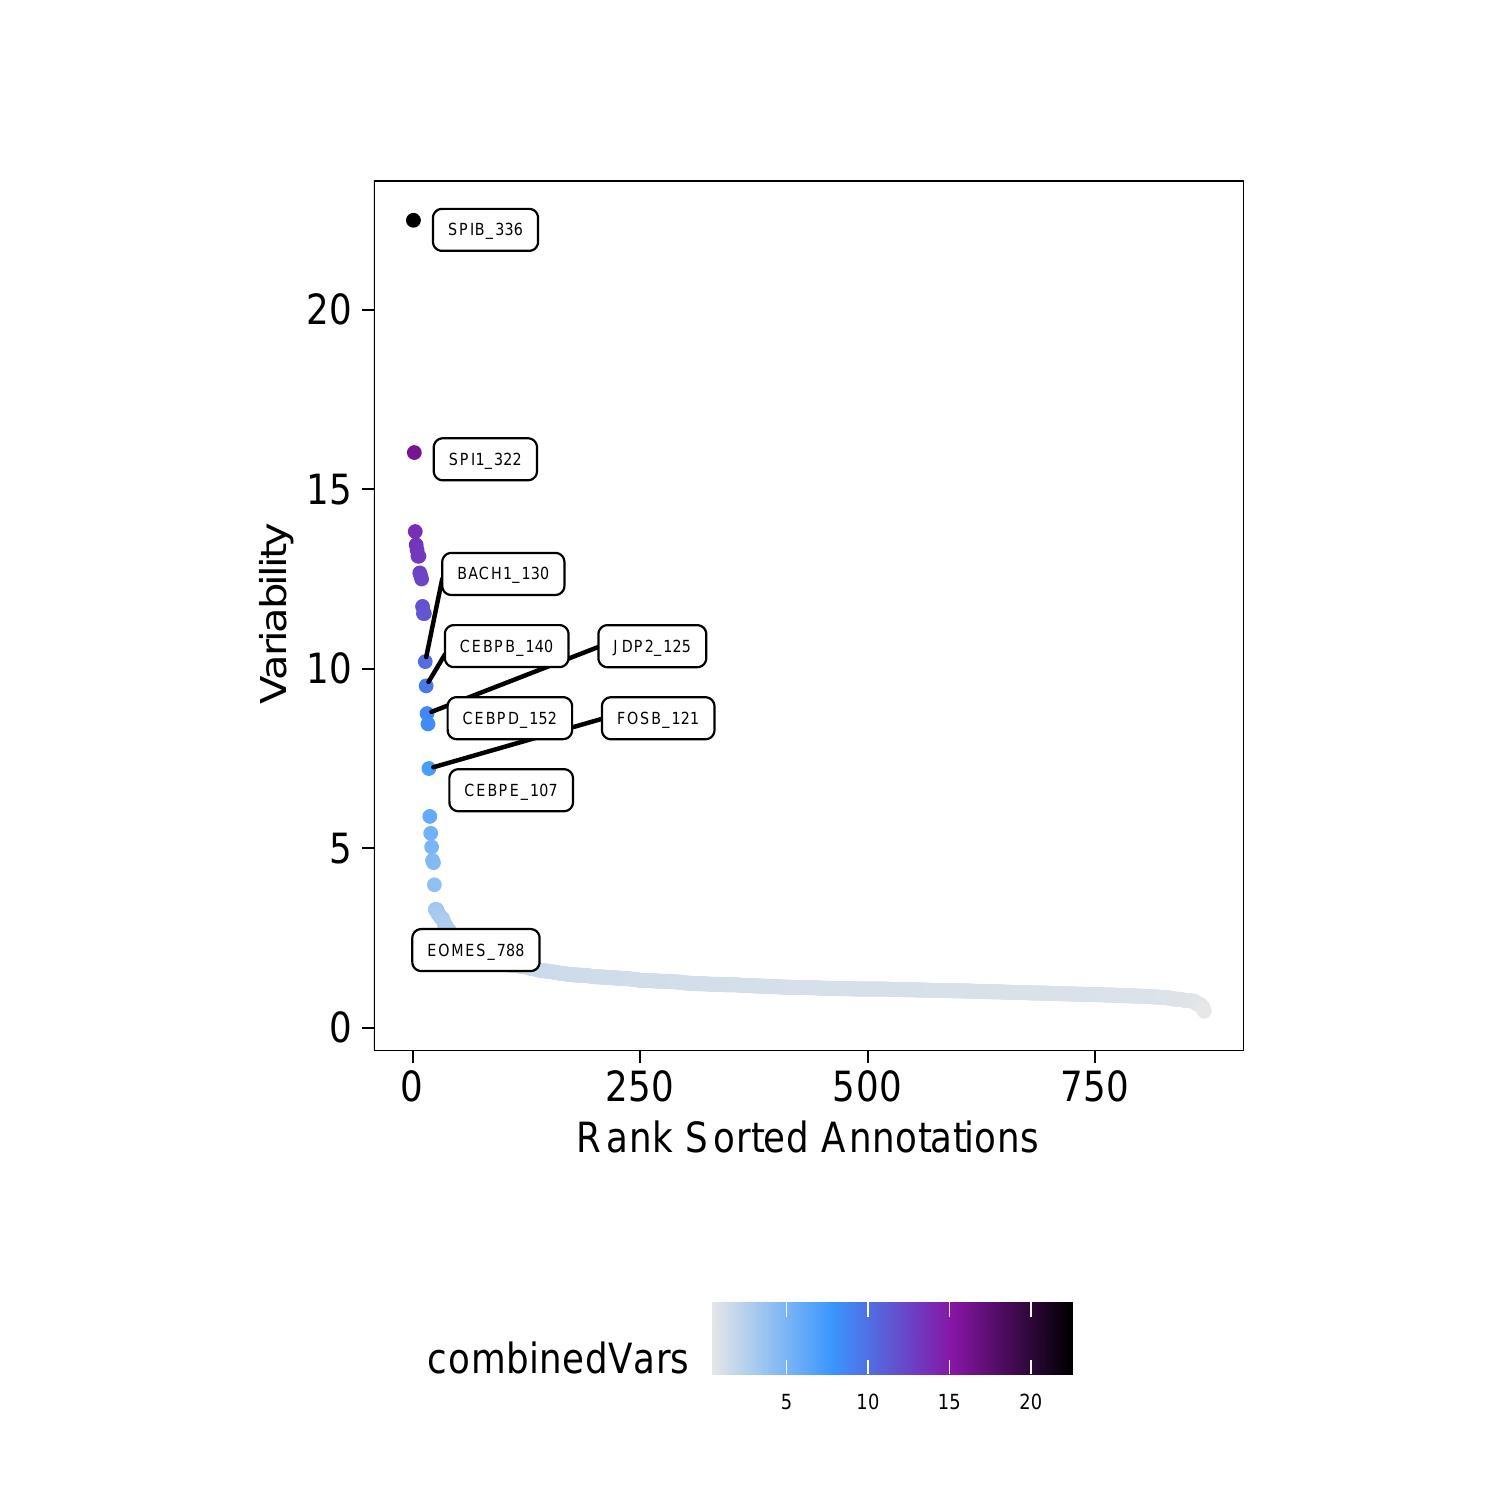 SPIB_336
20
SPI1_322
15
BACH1_130
CEBPB_140
JDP2_125
10
Variability
CEBPD_152
FOSB_121
CEBPE_107
5
EOMES_788
0
0 250 500 750
Rank Sorted Annotations
combinedVars
5 10 15 20